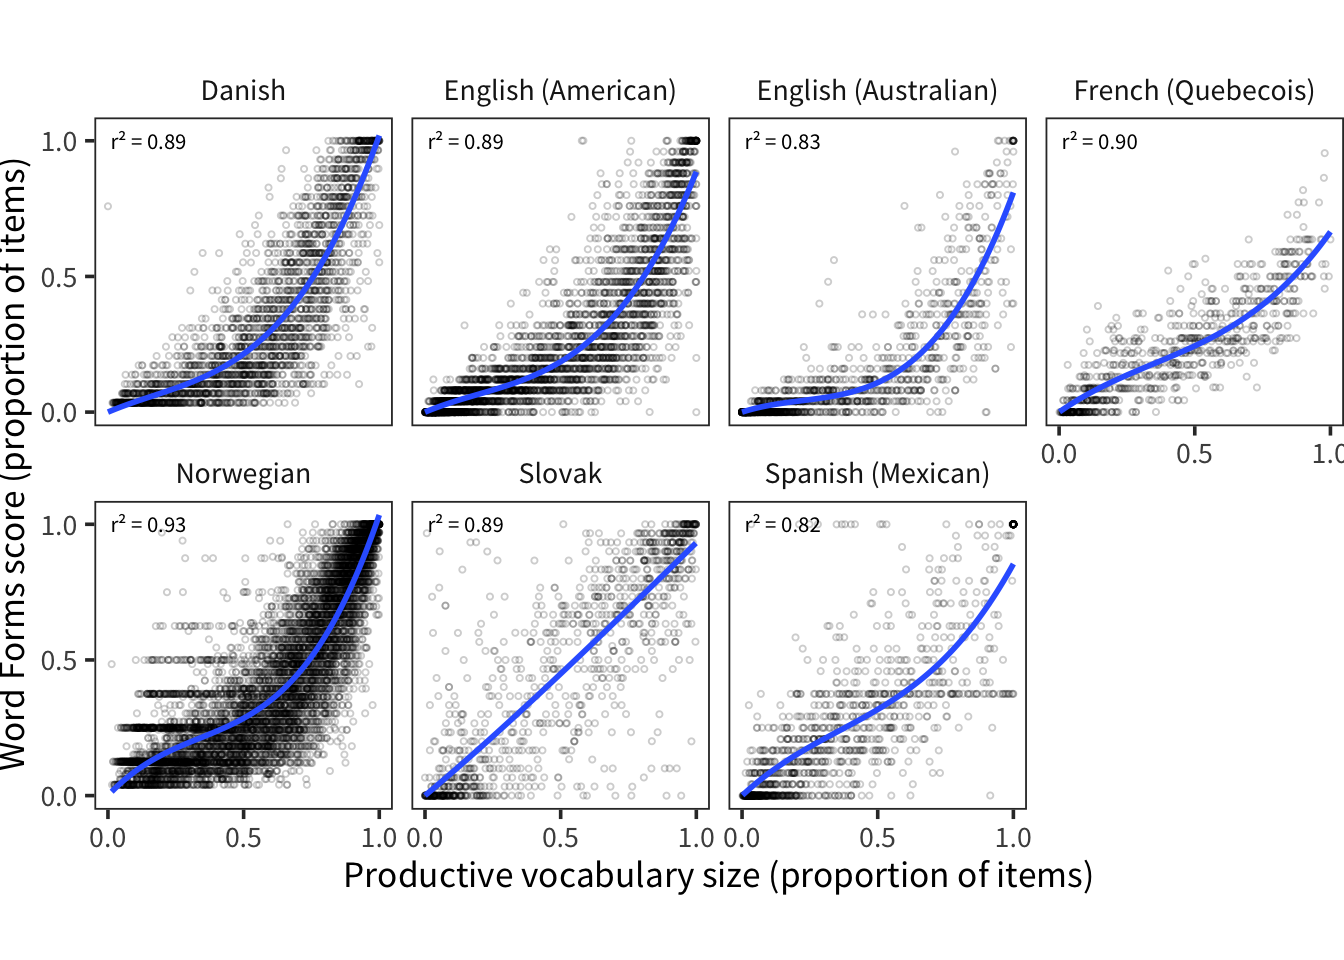 Danish
English (American)
English (Australian)
French (Quebecois)
r² = 0.89
r² = 0.89
r² = 0.83
r² = 0.90
1.0
0.5
0.0
0.0 0.5 1.0
Norwegian
Slovak
Spanish (Mexican)
r² = 0.93
r² = 0.89
r² = 0.82
1.0
0.5
0.0
0.0 0.5 1.0
0.0 0.5 1.0
0.0 0.5 1.0
Productive vocabulary size (proportion of items)
Word Forms score (proportion of items)